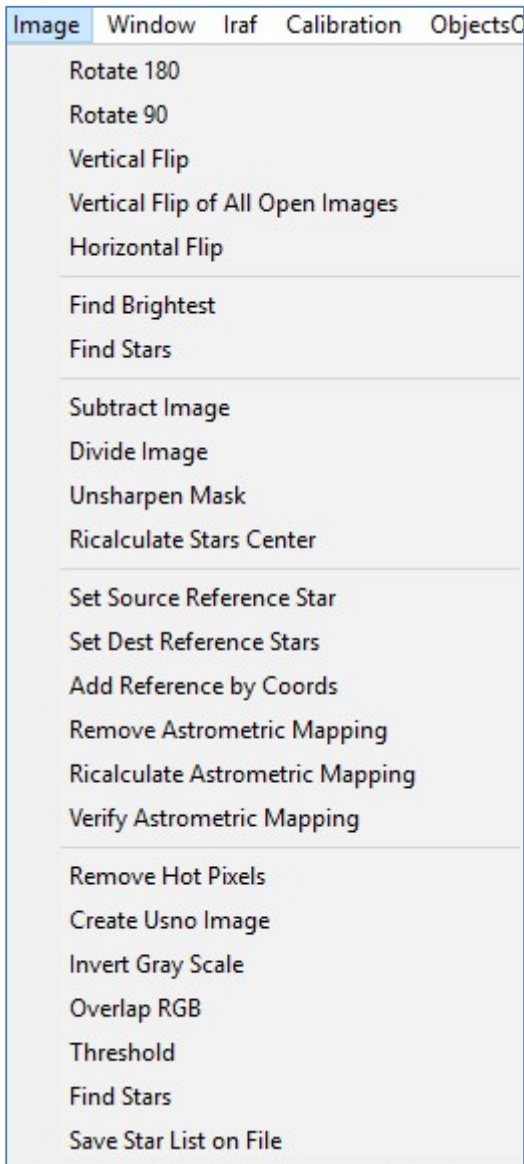 Image Window Iraf Calibration ObjectsC
Rotate 180
Rotate 90
Vertical Flip
Vertical Flip of All Open Images
Horizontal Flip
Find Brightest
Find Stars
Subtract Image
Divide Image
Unsharpen Mask
Ricalculate Stars Center
Set Source Reference Star
Set Dest Reference Stars
Add Reference by Coords
Remove Astrometric Mapping
Ricalculate Astrometric Mapping
Verify Astrometric Mapping
Remove Hot Pixels
Create Usno Image
Invert Gray Scale
Overlap RGB
Threshold
Find Stars
Save Star List on File